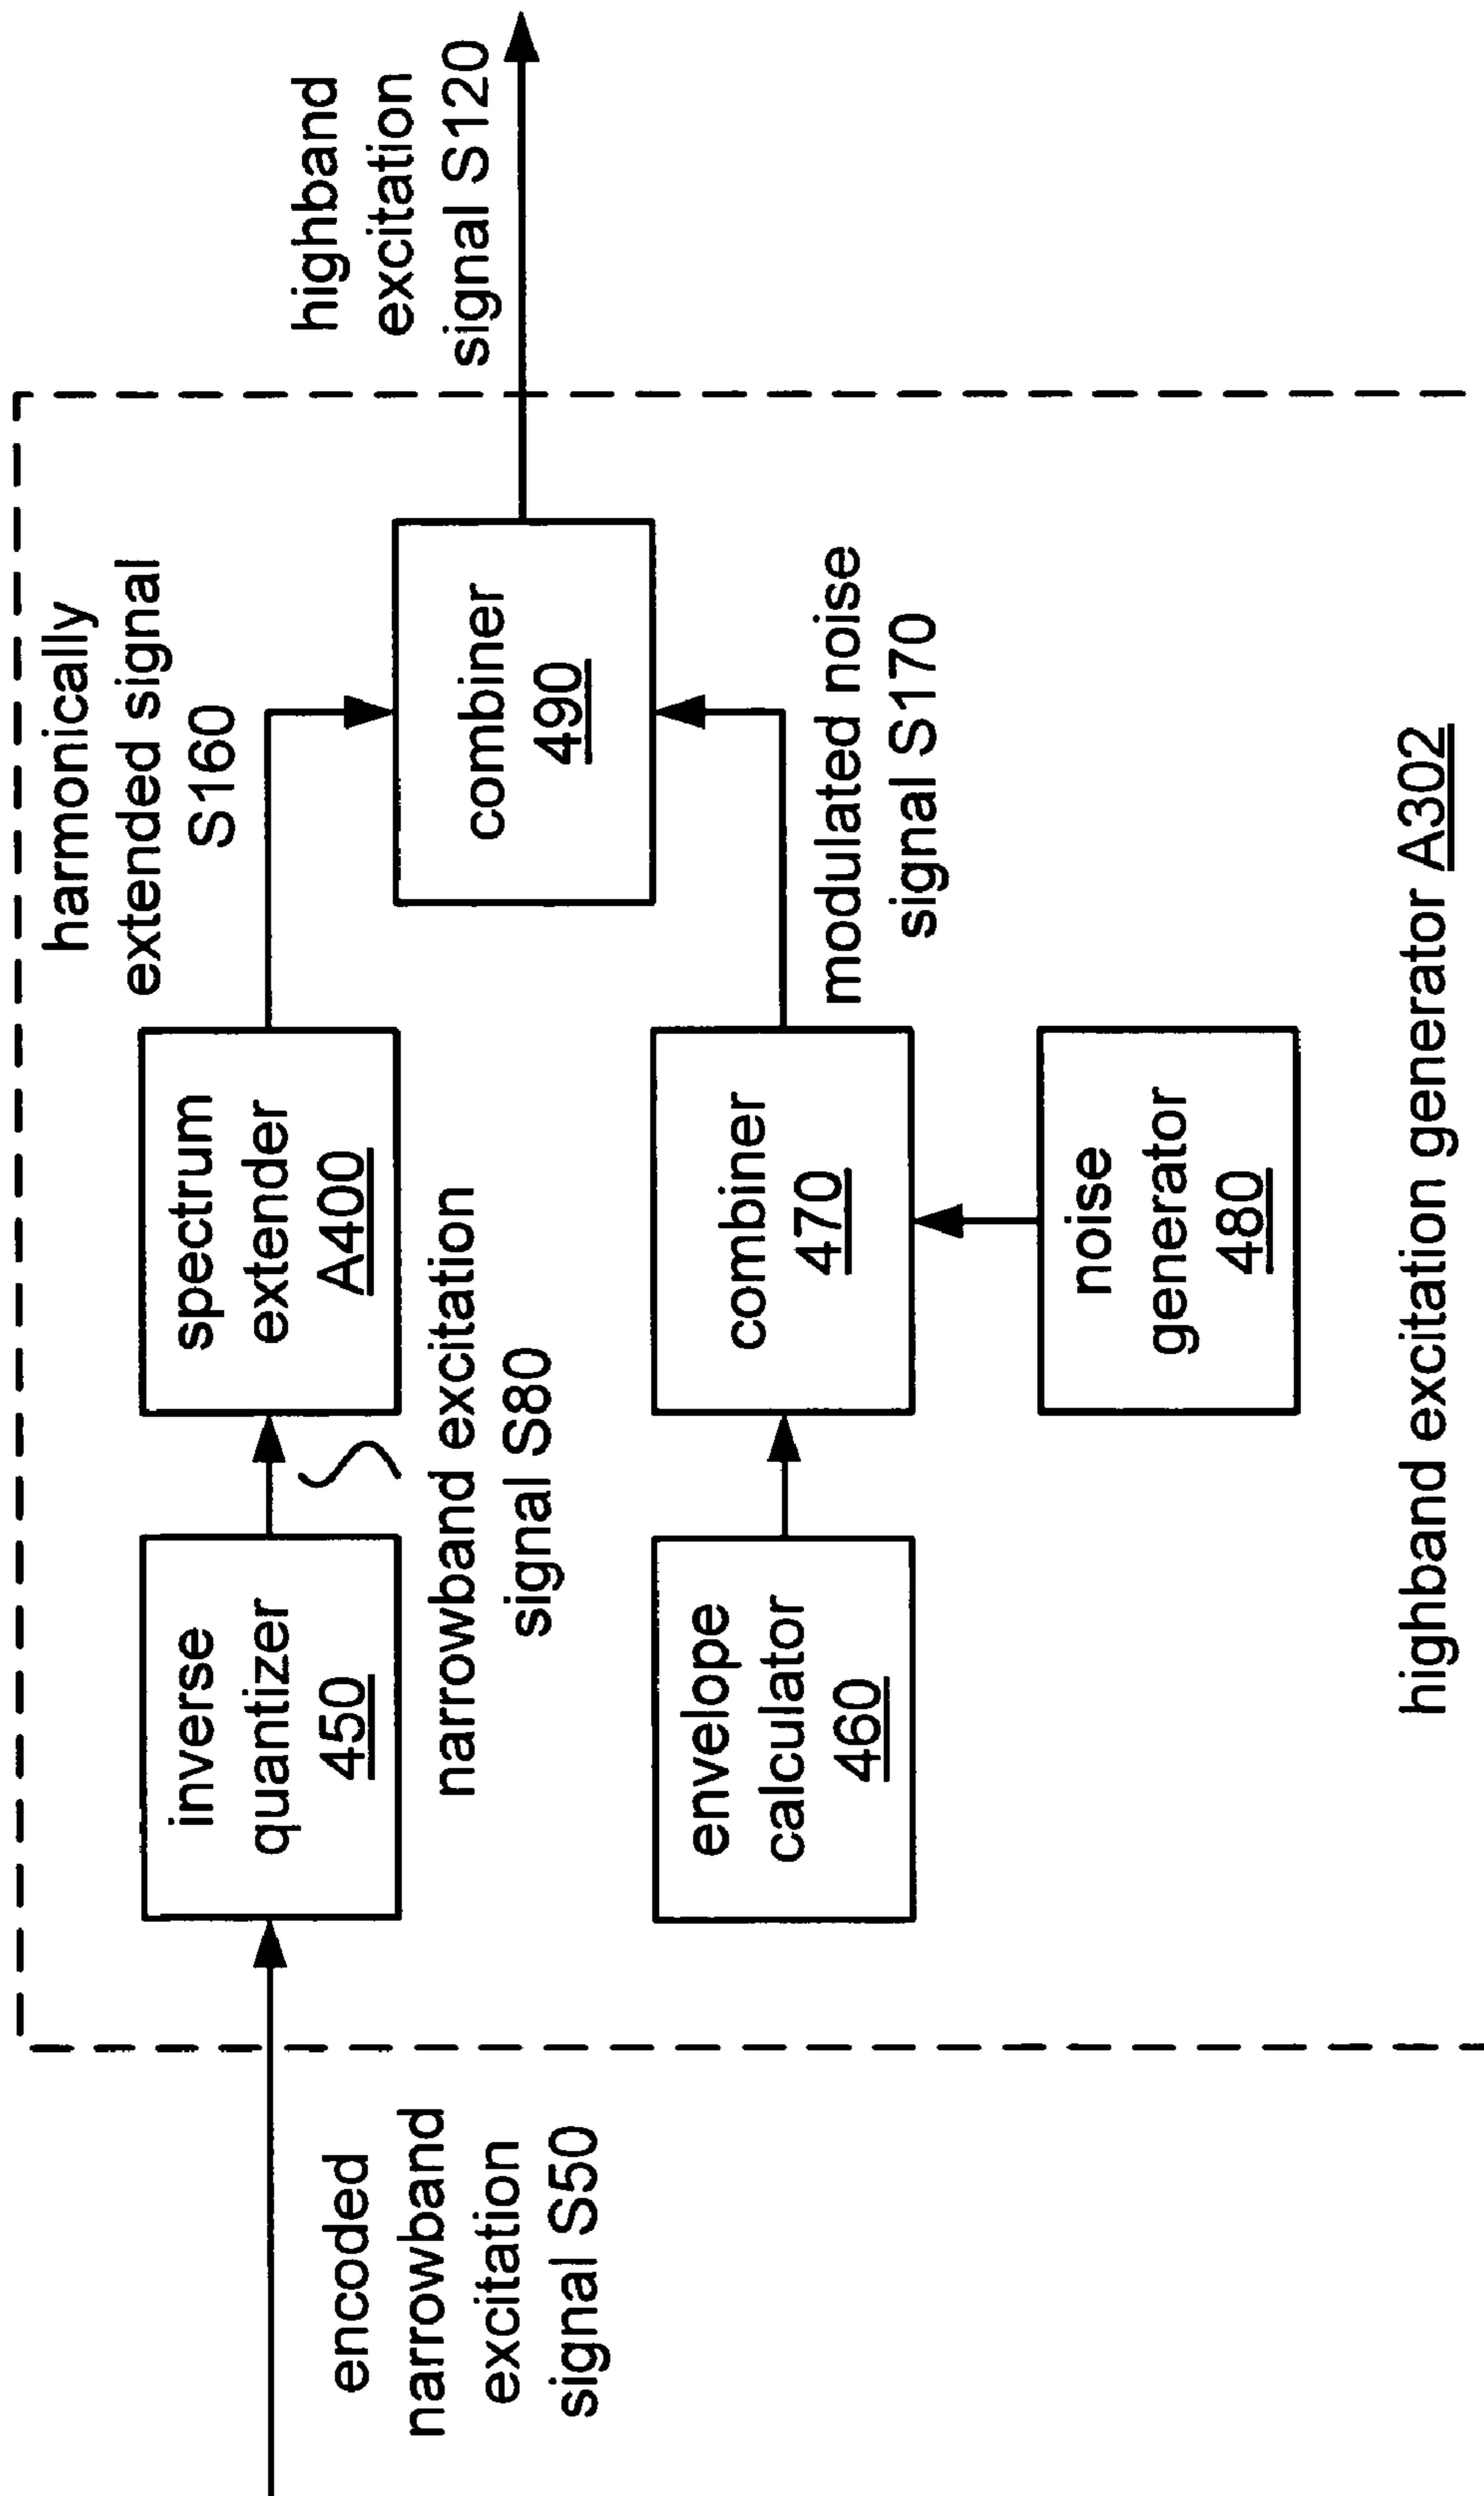 encoded
narrowband
excitation
signal S50
inverse
quantizer
450
narrowband excitation
signal S80
spectrum
extender
A400
harmonically
extended signal
S160
envelope
calculator
460
combiner
470
noise
generator
480
modulated noise
signal S170
combiner
490
highband
excitation
signal S120
highband excitation generator A302